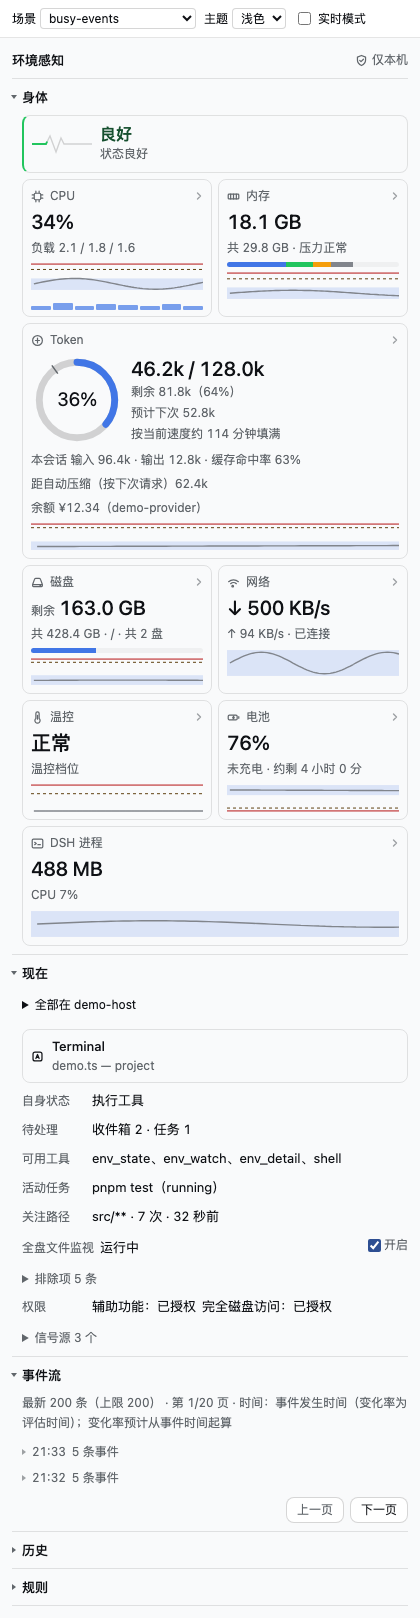 场景 busy-events 主题 浅色 实时模式
环境感知 仅本机
身体
良好
状态良好
CPU
34%
负载 2.1 / 1.8 / 1.6
内存
18.1 GB
共 29.8 GB · 压力正常
Token
36%
46.2k / 128.0k
剩余 81.8k（64%）
预计下次 52.8k
按当前速度约 114 分钟填满
本会话 输入 96.4k · 输出 12.8k · 缓存命中率 63%
距自动压缩（按下次请求）62.4k
余额 ¥12.34（demo-provider）
磁盘
剩余 163.0 GB
共 428.4 GB · / · 共 2 盘
网络
↓ 500 KB/s
↑ 94 KB/s · 已连接
温控
正常
温控档位
电池
76%
未充电 · 约剩 4 小时 0 分
DSH 进程
488 MB
CPU 7%
现在
全部在 demo-host
Terminal
demo.ts — project
自身状态 执行工具
待处理 收件箱 2 · 任务 1
可用工具 env_state、env_watch、env_detail、shell
活动任务 pnpm test（running）
关注路径 src/** · 7 次 · 32 秒前
全盘文件监视 运行中 开启
排除项 5 条
权限 辅助功能：已授权 完全磁盘访问：已授权
信号源 3 个
事件流
最新 200 条（上限 200） · 第 1/20 页 · 时间：事件发生时间（变化率为
评估时间）；变化率预计从事件时间起算
21:33 5 条事件
21:32 5 条事件
上一页 下一页
历史
规则